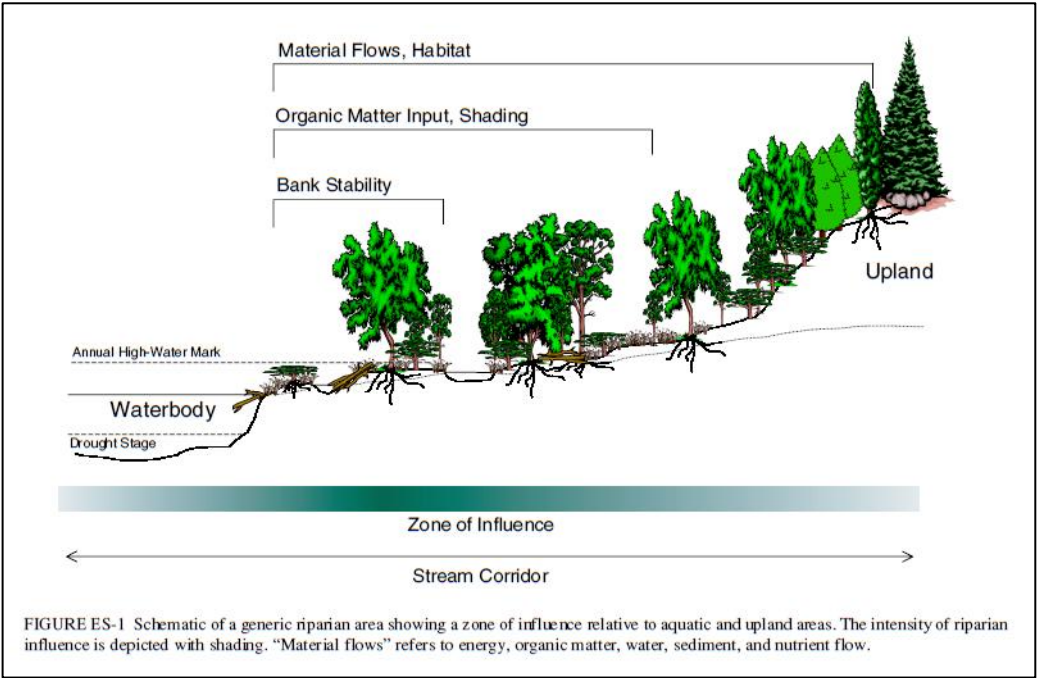 Material Flows, Habitat
Organic Matter Input, Shading
Bank Stability
Upland
Annual High-Water Mark
Waterbody
Drought Stage
Zone of Influence
Stream Corridor
FIGURE ES-1 Schematic of a generic riparian area showing a zone of influence relative to aquatic and upland areas. The intensity of riparian
influence is depicted with shading. “Material flows” refers to energy, organic matter, water, sediment, and nutrient flow.